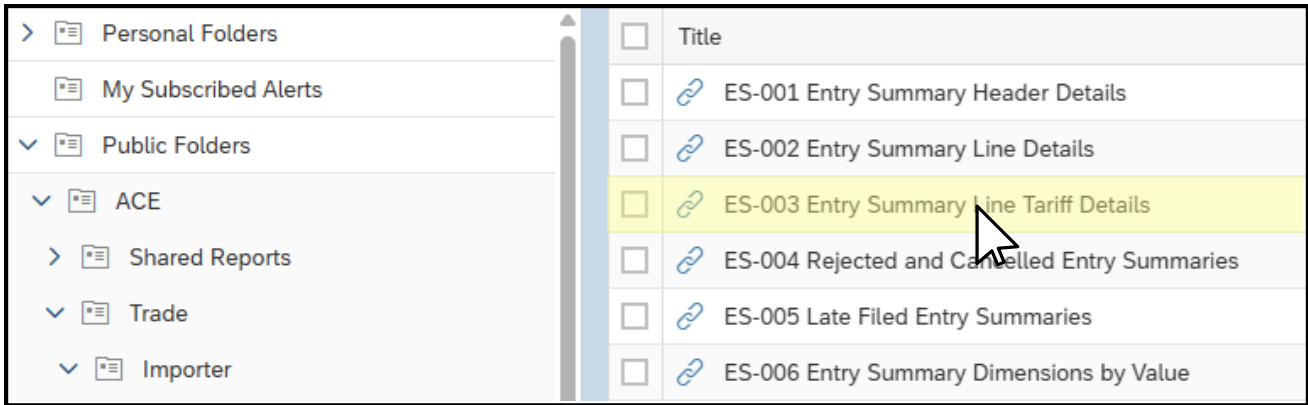 Personal Folders
My Subscribed Alerts
Public Folders
ACE
Shared Reports
Trade
Importer
Title
ES-001 Entry Summary Header Details
ES-002 Entry Summary Line Details
ES-003 Entry Summary Line Tariff Details
ES-004 Rejected and Cancelled Entry Summaries
ES-005 Late Filed Entry Summaries
ES-006 Entry Summary Dimensions by Value